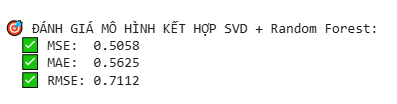 🎯 ĐÁNH GIÁ MÔ HÌNH KẾT HỢP SVD + Random Forest:
✅ MSE: 0.5058
✅ MAE: 0.5625
✅ RMSE: 0.7112